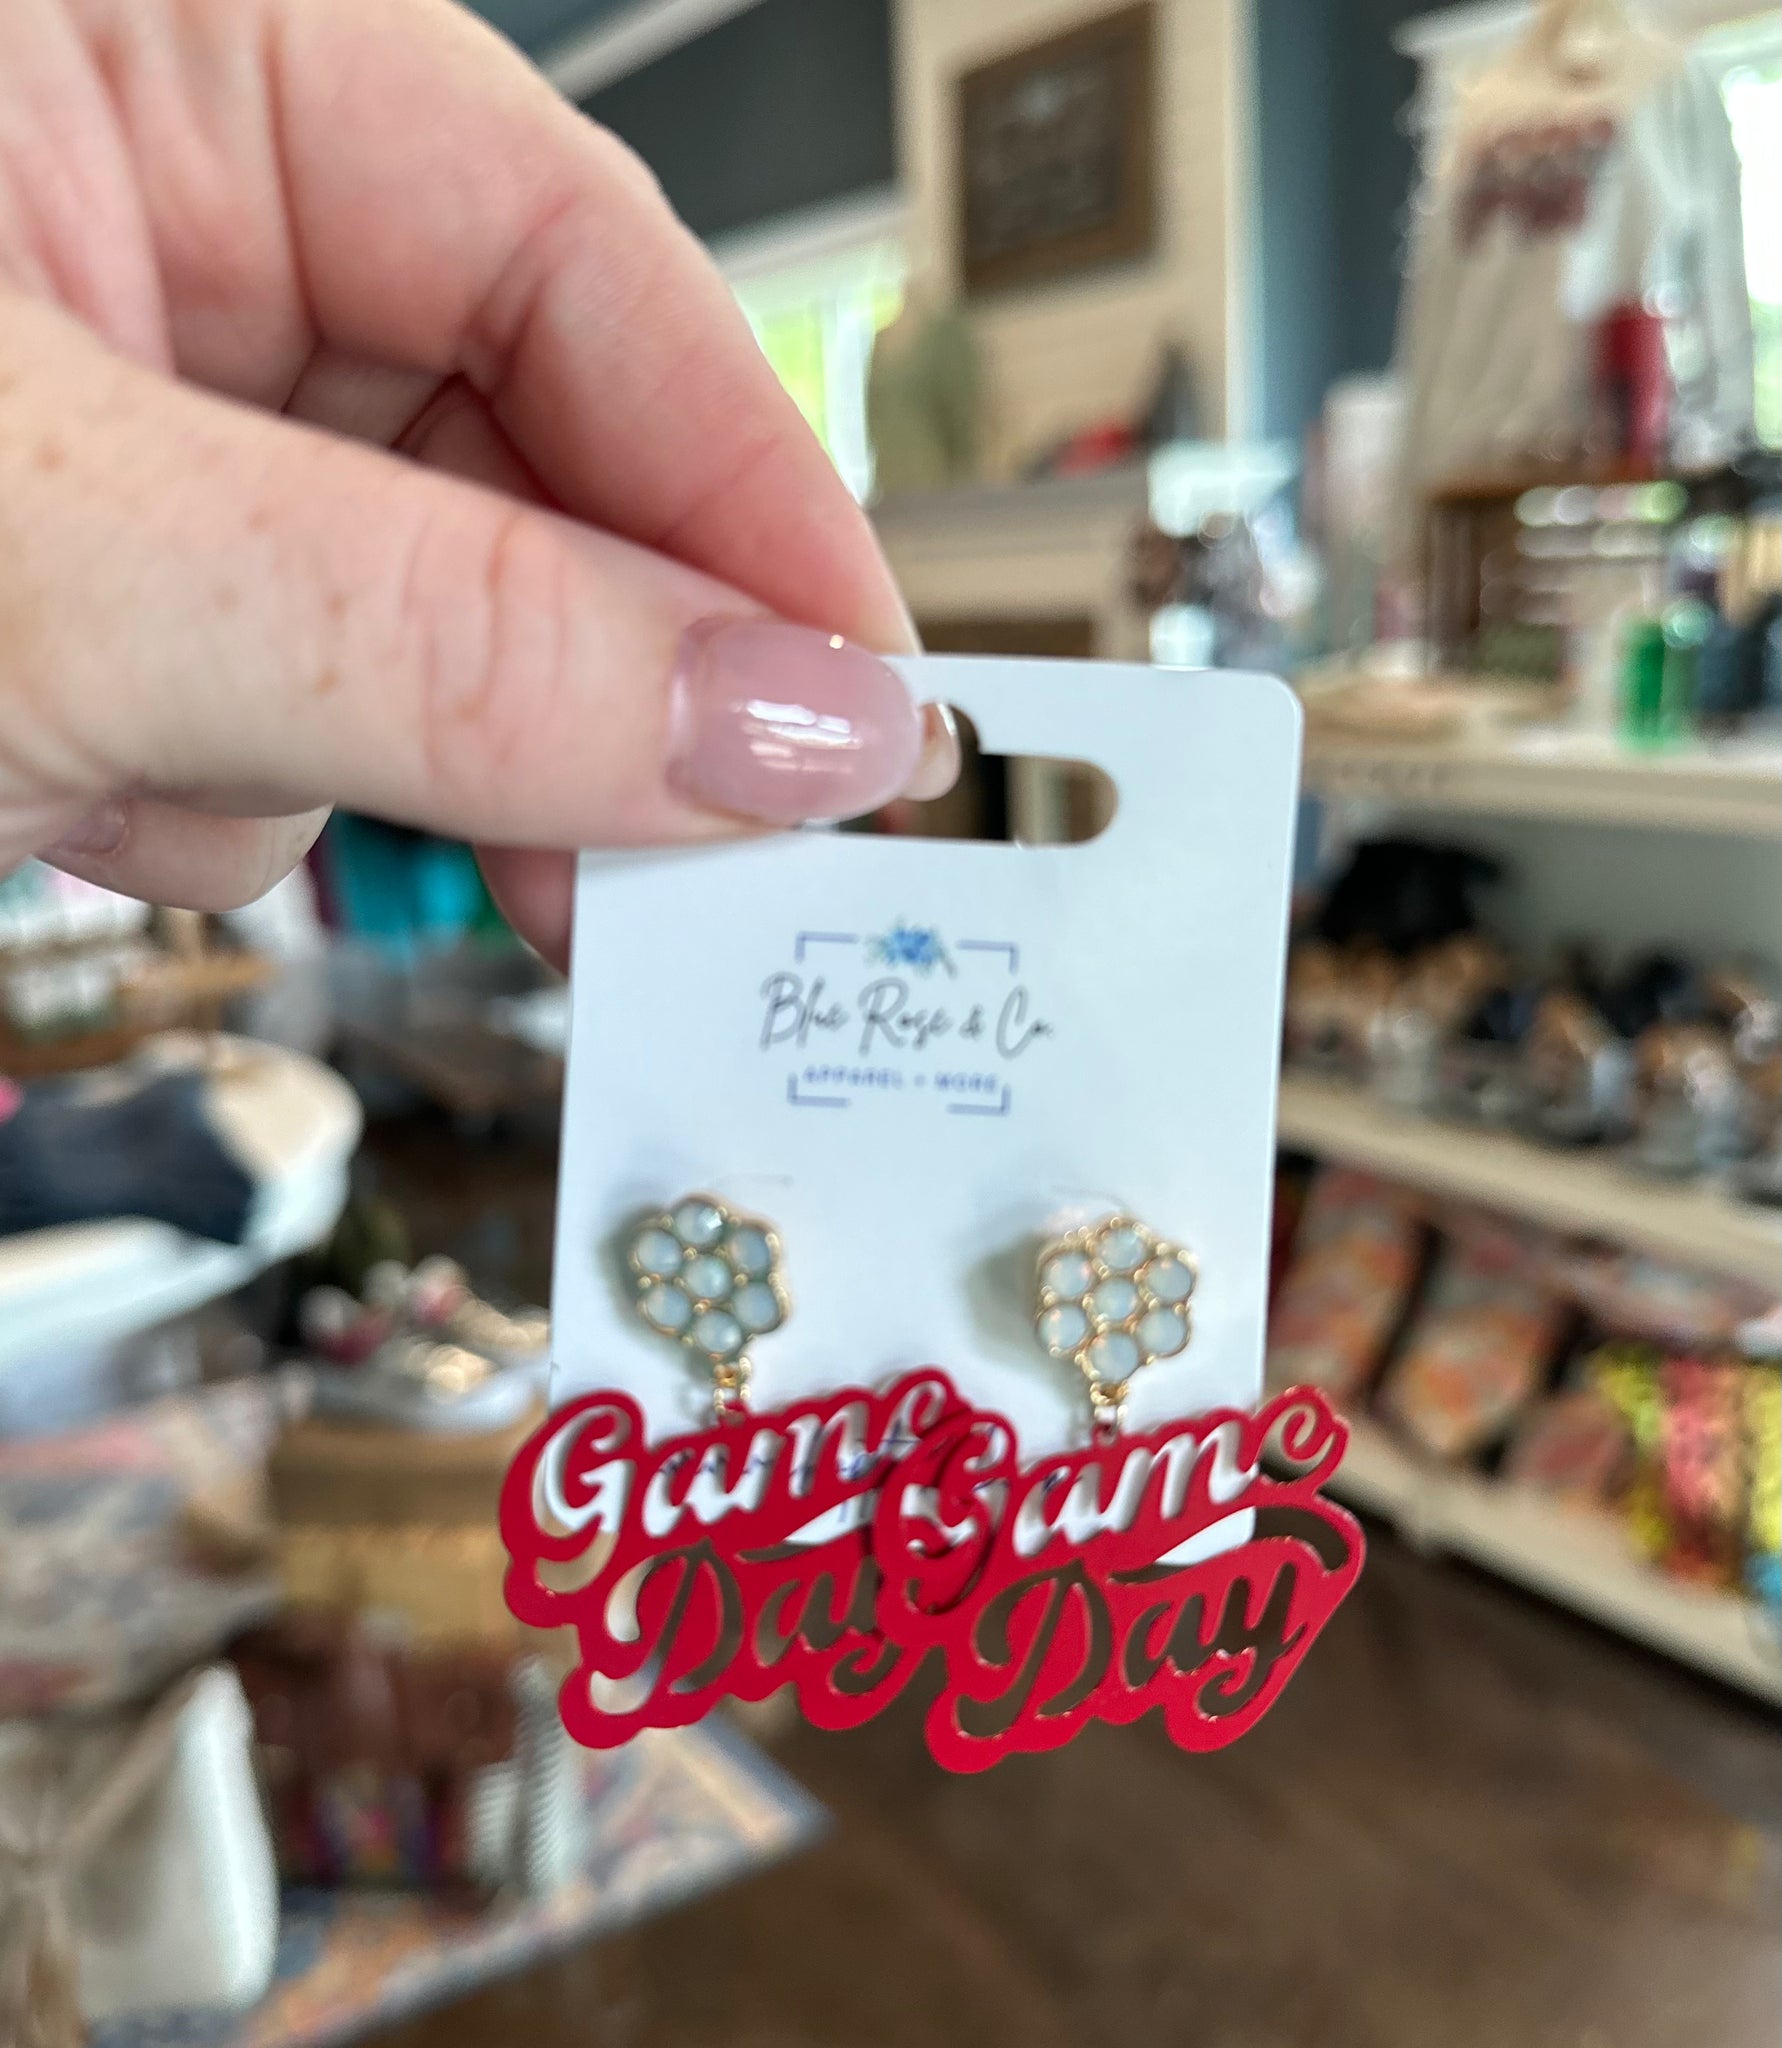 Blue Rose & Co.
APPAREL + MORE
Game Game
Day Day